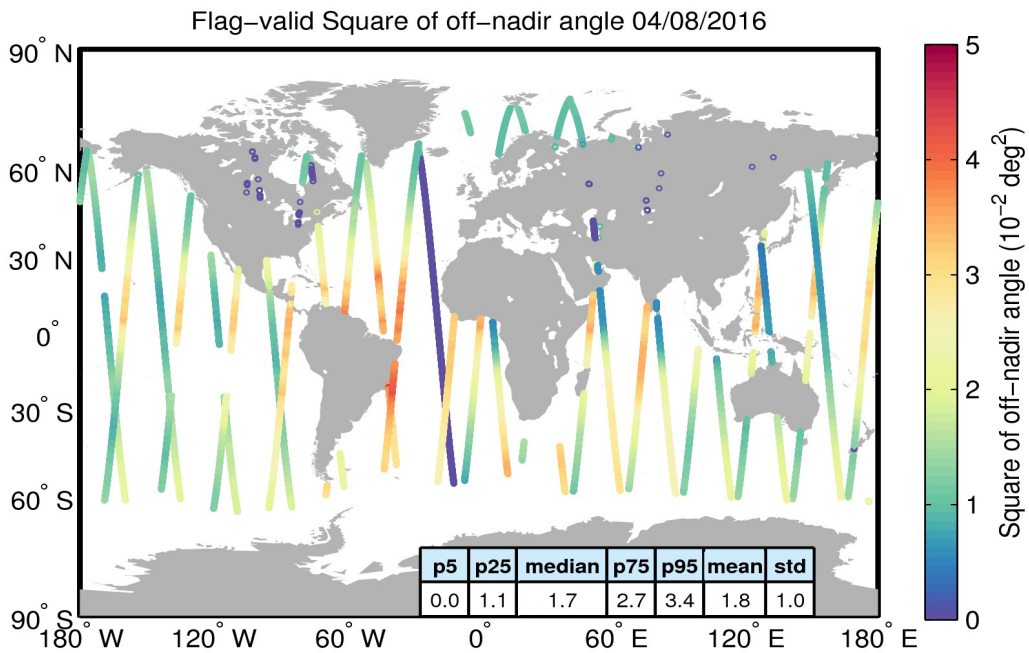 Flag−valid Square of off−nadir angle 04/08/2016
90° N
60° N
30° N
0°
30° S
60° S
90° S
180° W
120° W
60° W
0°
60° E
120° E
180° E
p5 p25 median p75 p95 mean std
0.0 1.1 1.7 2.7 3.4 1.8 1.0
5
4
3
2
1
0
Square of off−nadir angle (10⁻² deg²)